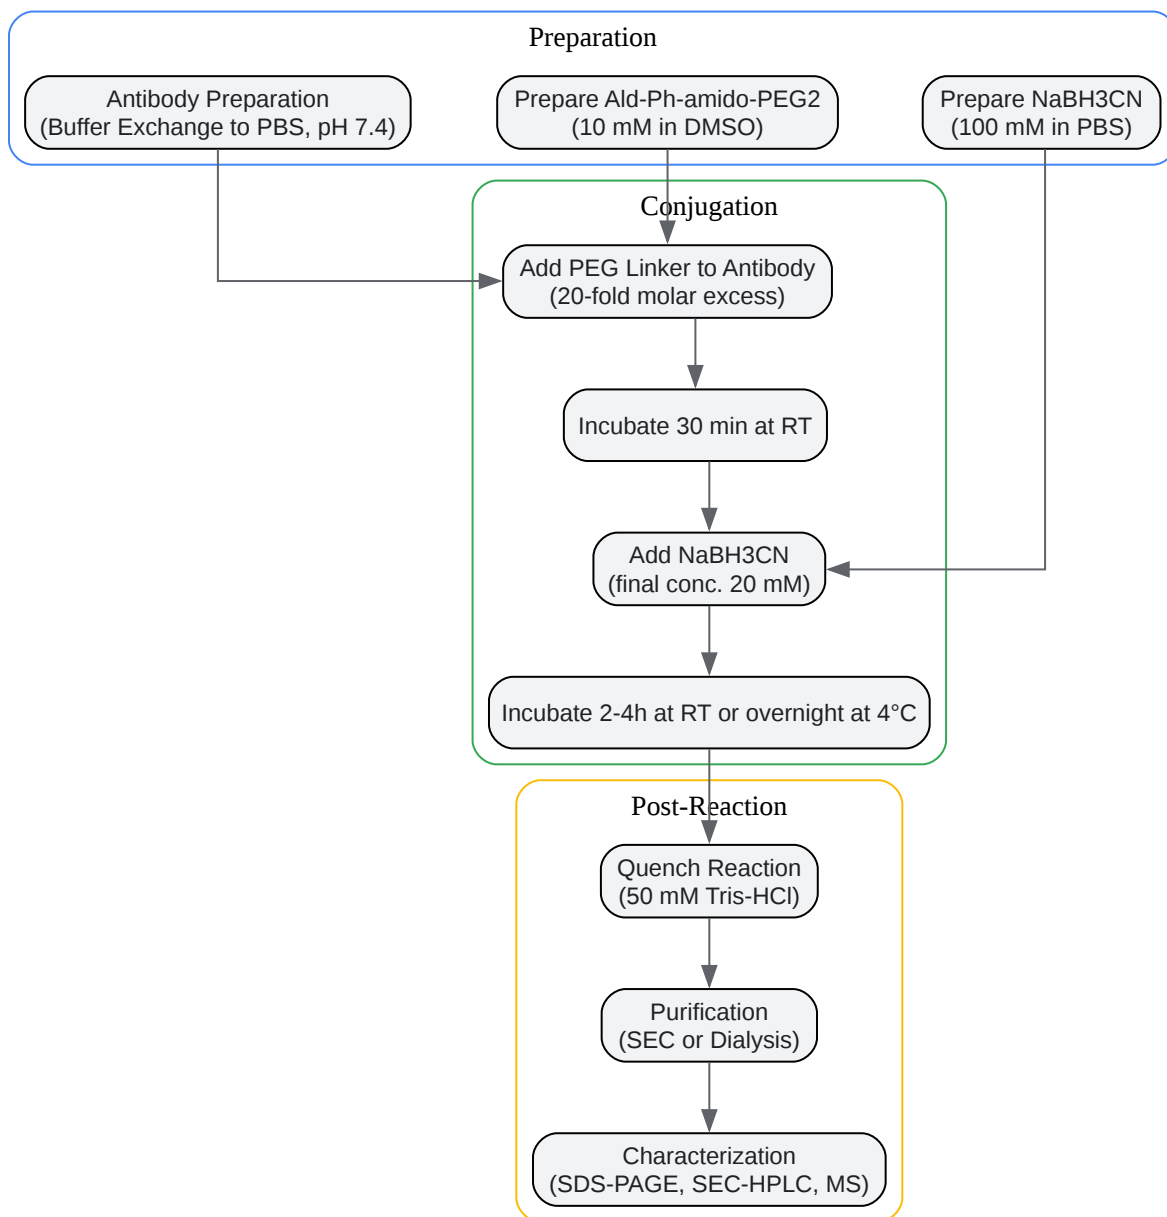 Preparation
Antibody Preparation
(Buffer Exchange to PBS, pH 7.4)
Prepare Ald-Ph-amido-PEG2
(10 mM in DMSO)
Prepare NaBH3CN
(100 mM in PBS)
Conjugation
Add PEG Linker to Antibody
(20-fold molar excess)
Incubate 30 min at RT
Add NaBH3CN
(final conc. 20 mM)
Incubate 2-4h at RT or overnight at 4°C
Post-Reaction
Quench Reaction
(50 mM Tris-HCl)
Purification
(SEC or Dialysis)
Characterization
(SDS-PAGE, SEC-HPLC, MS)